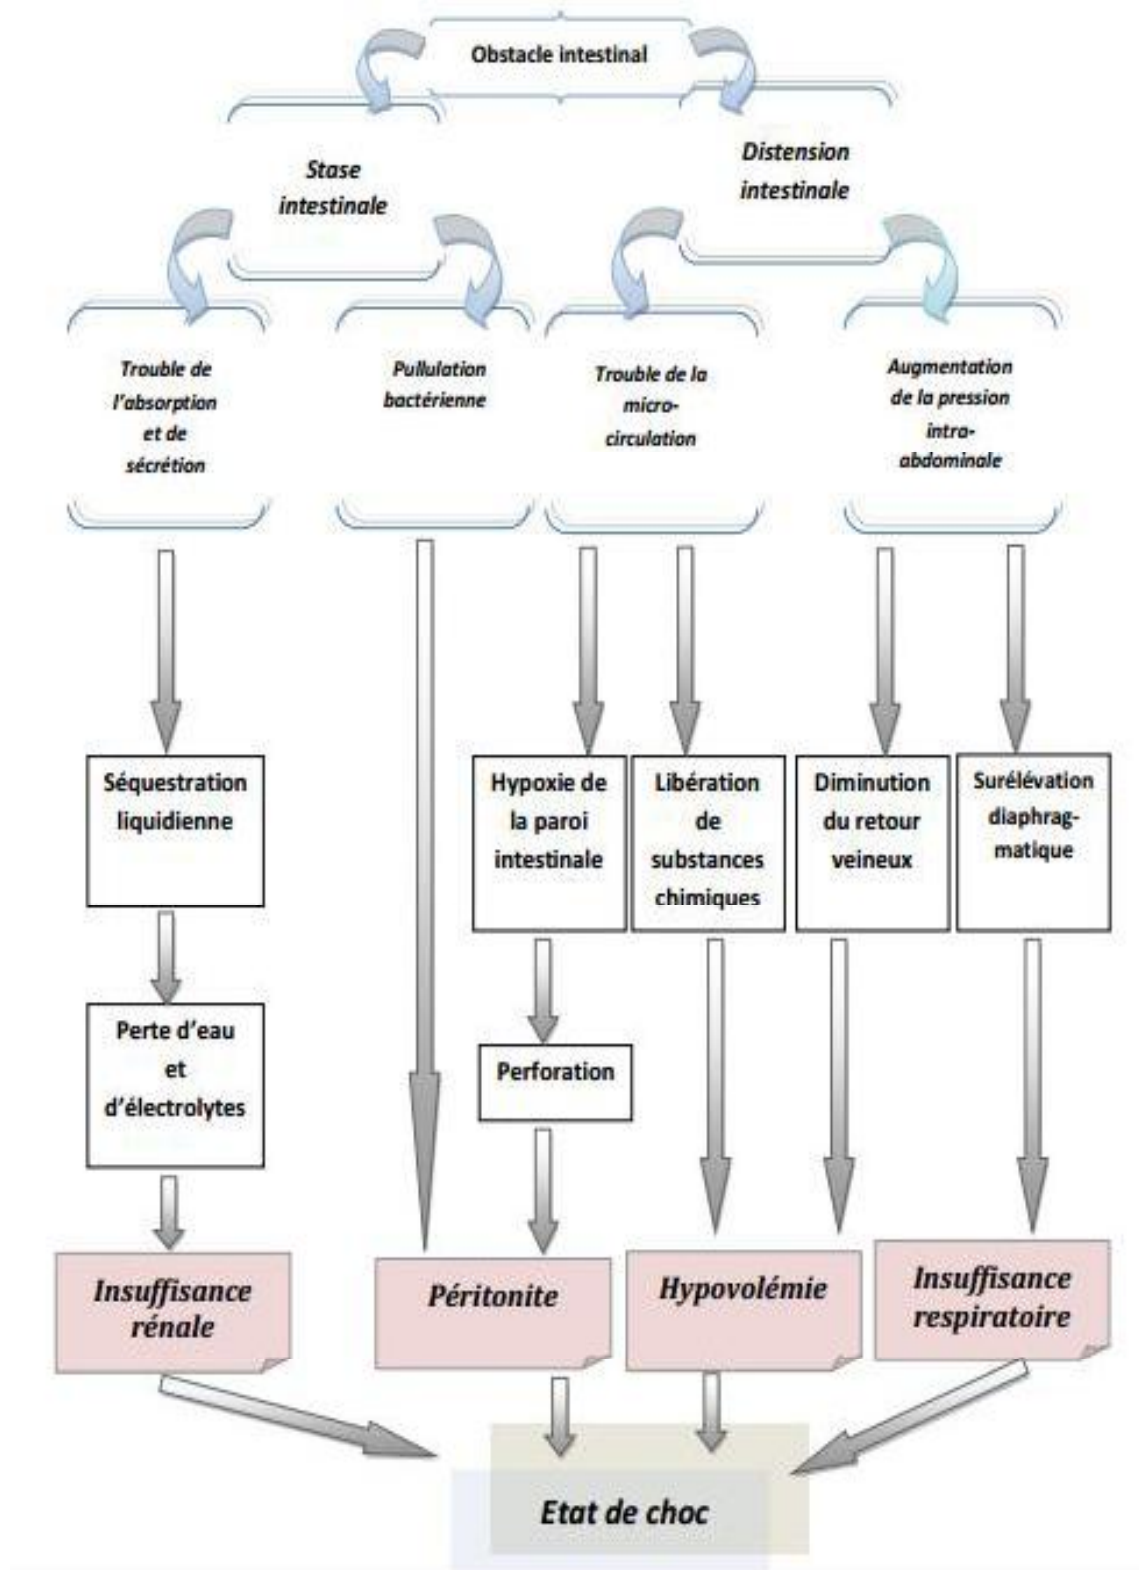 Obstacle intestinal
Stase
intestinale
Distension
intestinale
Trouble de
l'absorption
et de
sécrétion
Pullulation
bactérienne
Trouble de la
micro-
circulation
Augmentation
de la pression
intra-
abdominale
Séquestration
liquidienne
Hypoxie de
la paroi
intestinale
Libération
de
substances
chimiques
Diminution
du retour
veineux
Surélévation
diaphrag-
matique
Perte d'eau
et
d'électrolytes
Perforation
Insuffisance
rénale
Péritonite
Hypovolémie
Insuffisance
respiratoire
Etat de choc